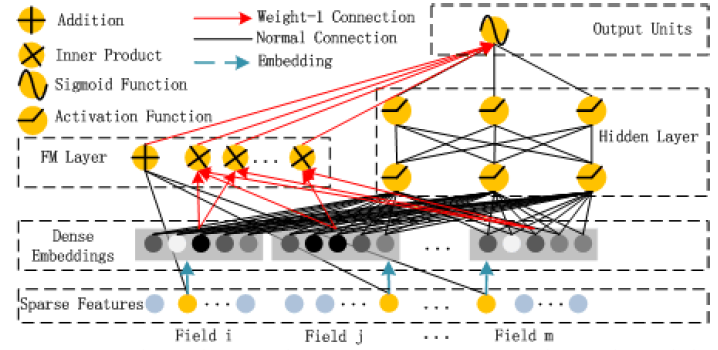 Addition
Inner Product
Sigmoid Function
Activation Function
Weight-1 Connection
Normal Connection
Embedding
Output Units
Hidden Layer
FM Layer
...
Dense
Embeddings
...
Sparse Features
... ... ... ...
Field i Field j ... Field m